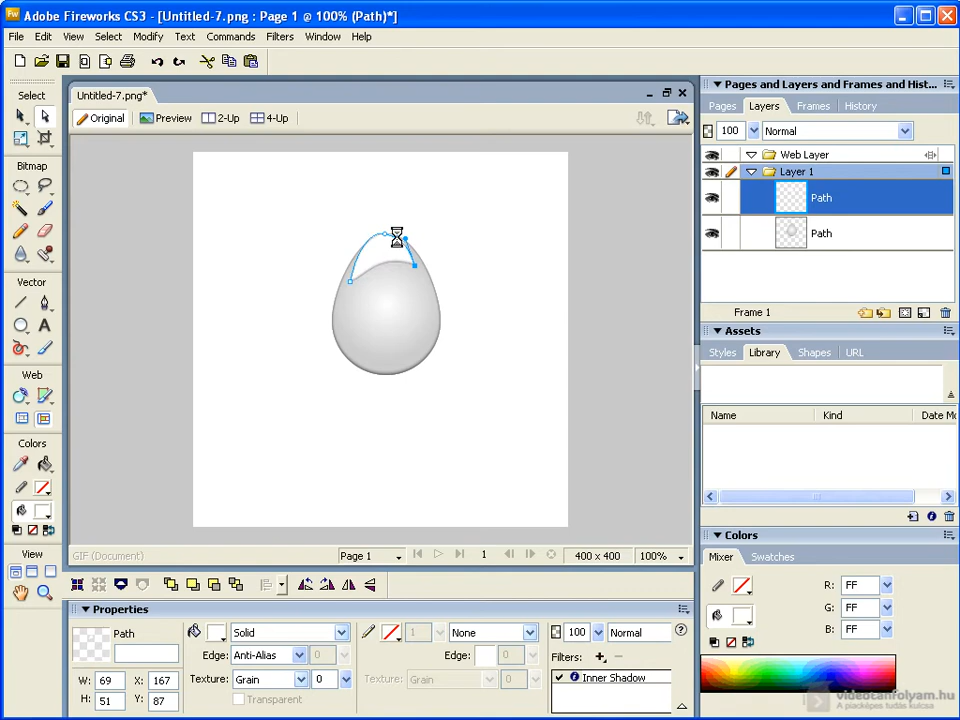 Adobe Fireworks CS3 - [Untitled-7.png : Page 1 @ 100% (Path)*]
File Edit View Select Modify Text Commands Filters Window Help
Select
Bitmap
Vector
Web
Colors
View
Untitled-7.png*
Original Preview 2-Up 4-Up
GIF (Document) Page 1 1 400 x 400 100%
Properties
Path Solid 1 None 100 Normal
Edge: Anti-Alias 0 Edge: 0 Filters:
W: 69 X: 167 Texture: Grain 0 Texture: Grain 0 Inner Shadow
H: 51 Y: 87 Transparent
Pages and Layers and Frames and Hist...
Pages Layers Frames History
100 Normal
Web Layer
Layer 1
Path
Path
Frame 1
Assets
Styles Library Shapes URL
Name Kind Date Mo
Colors
Mixer Swatches
R: FF
G: FF
B: FF
videotanfolyam.hu
A piacképes tudás kulcsa